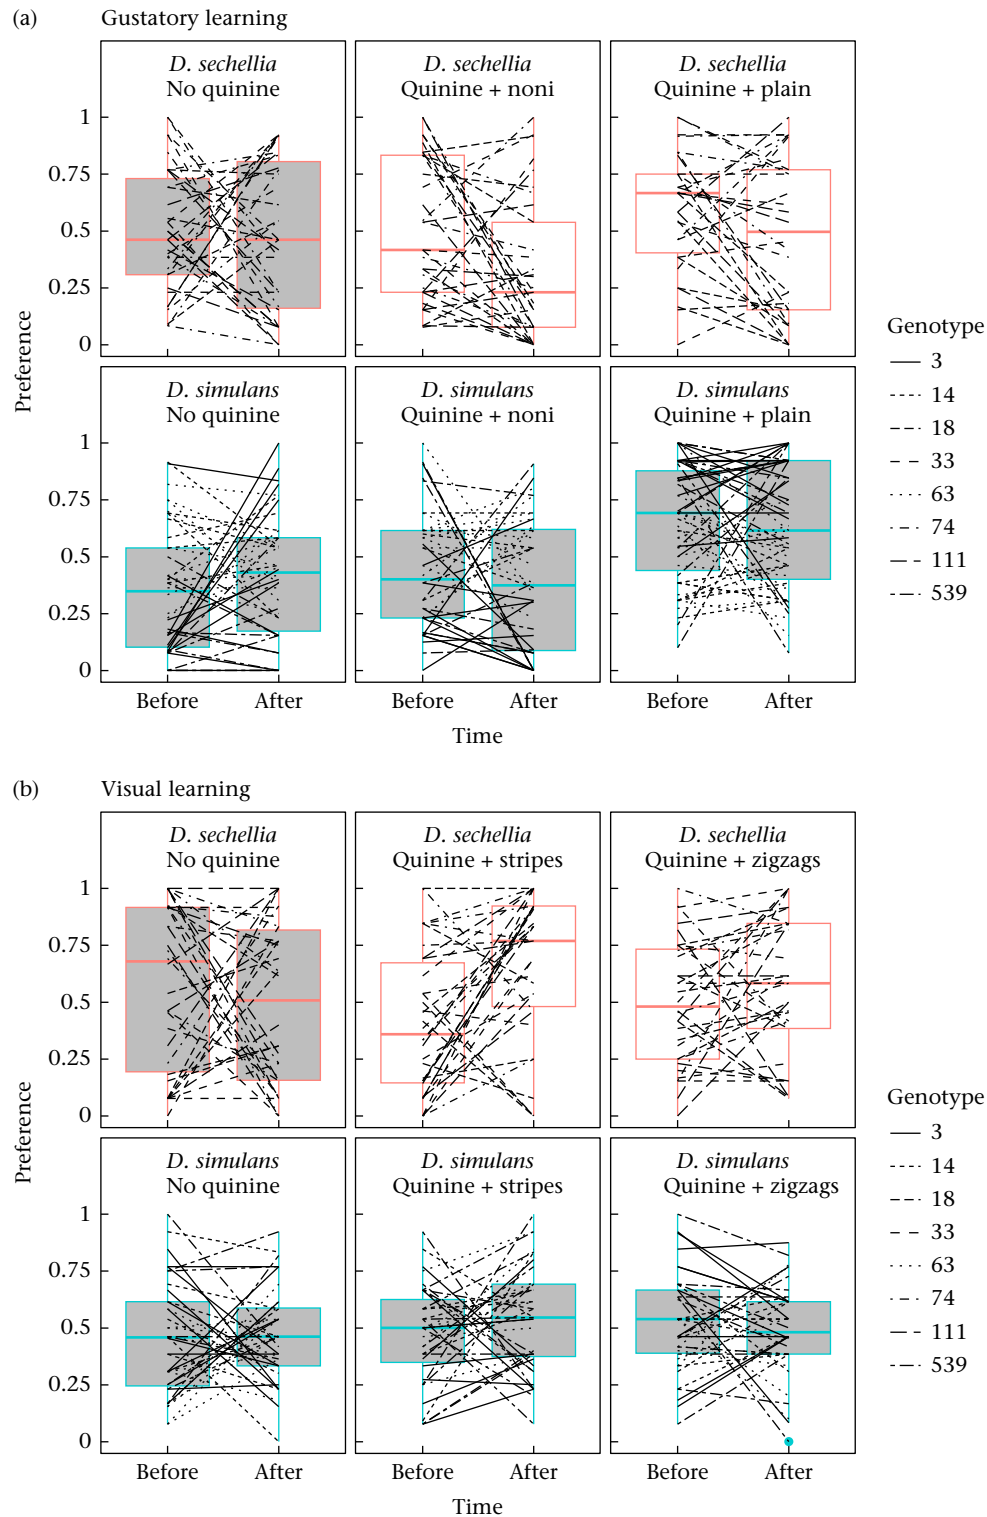 (a) Gustatory learning
D. sechellia
No quinine
D. sechellia
Quinine + noni
D. sechellia
Quinine + plain
1
0.75
0.5
0.25
0
D. simulans
No quinine
D. simulans
Quinine + noni
D. simulans
Quinine + plain
1
0.75
0.5
0.25
0
Preference
Before After
Before After
Before After
Time
Genotype
3
14
18
33
63
74
111
539
(b) Visual learning
D. sechellia
No quinine
D. sechellia
Quinine + stripes
D. sechellia
Quinine + zigzags
1
0.75
0.5
0.25
0
D. simulans
No quinine
D. simulans
Quinine + stripes
D. simulans
Quinine + zigzags
1
0.75
0.5
0.25
0
Preference
Before After
Before After
Before After
Time
Genotype
3
14
18
33
63
74
111
539